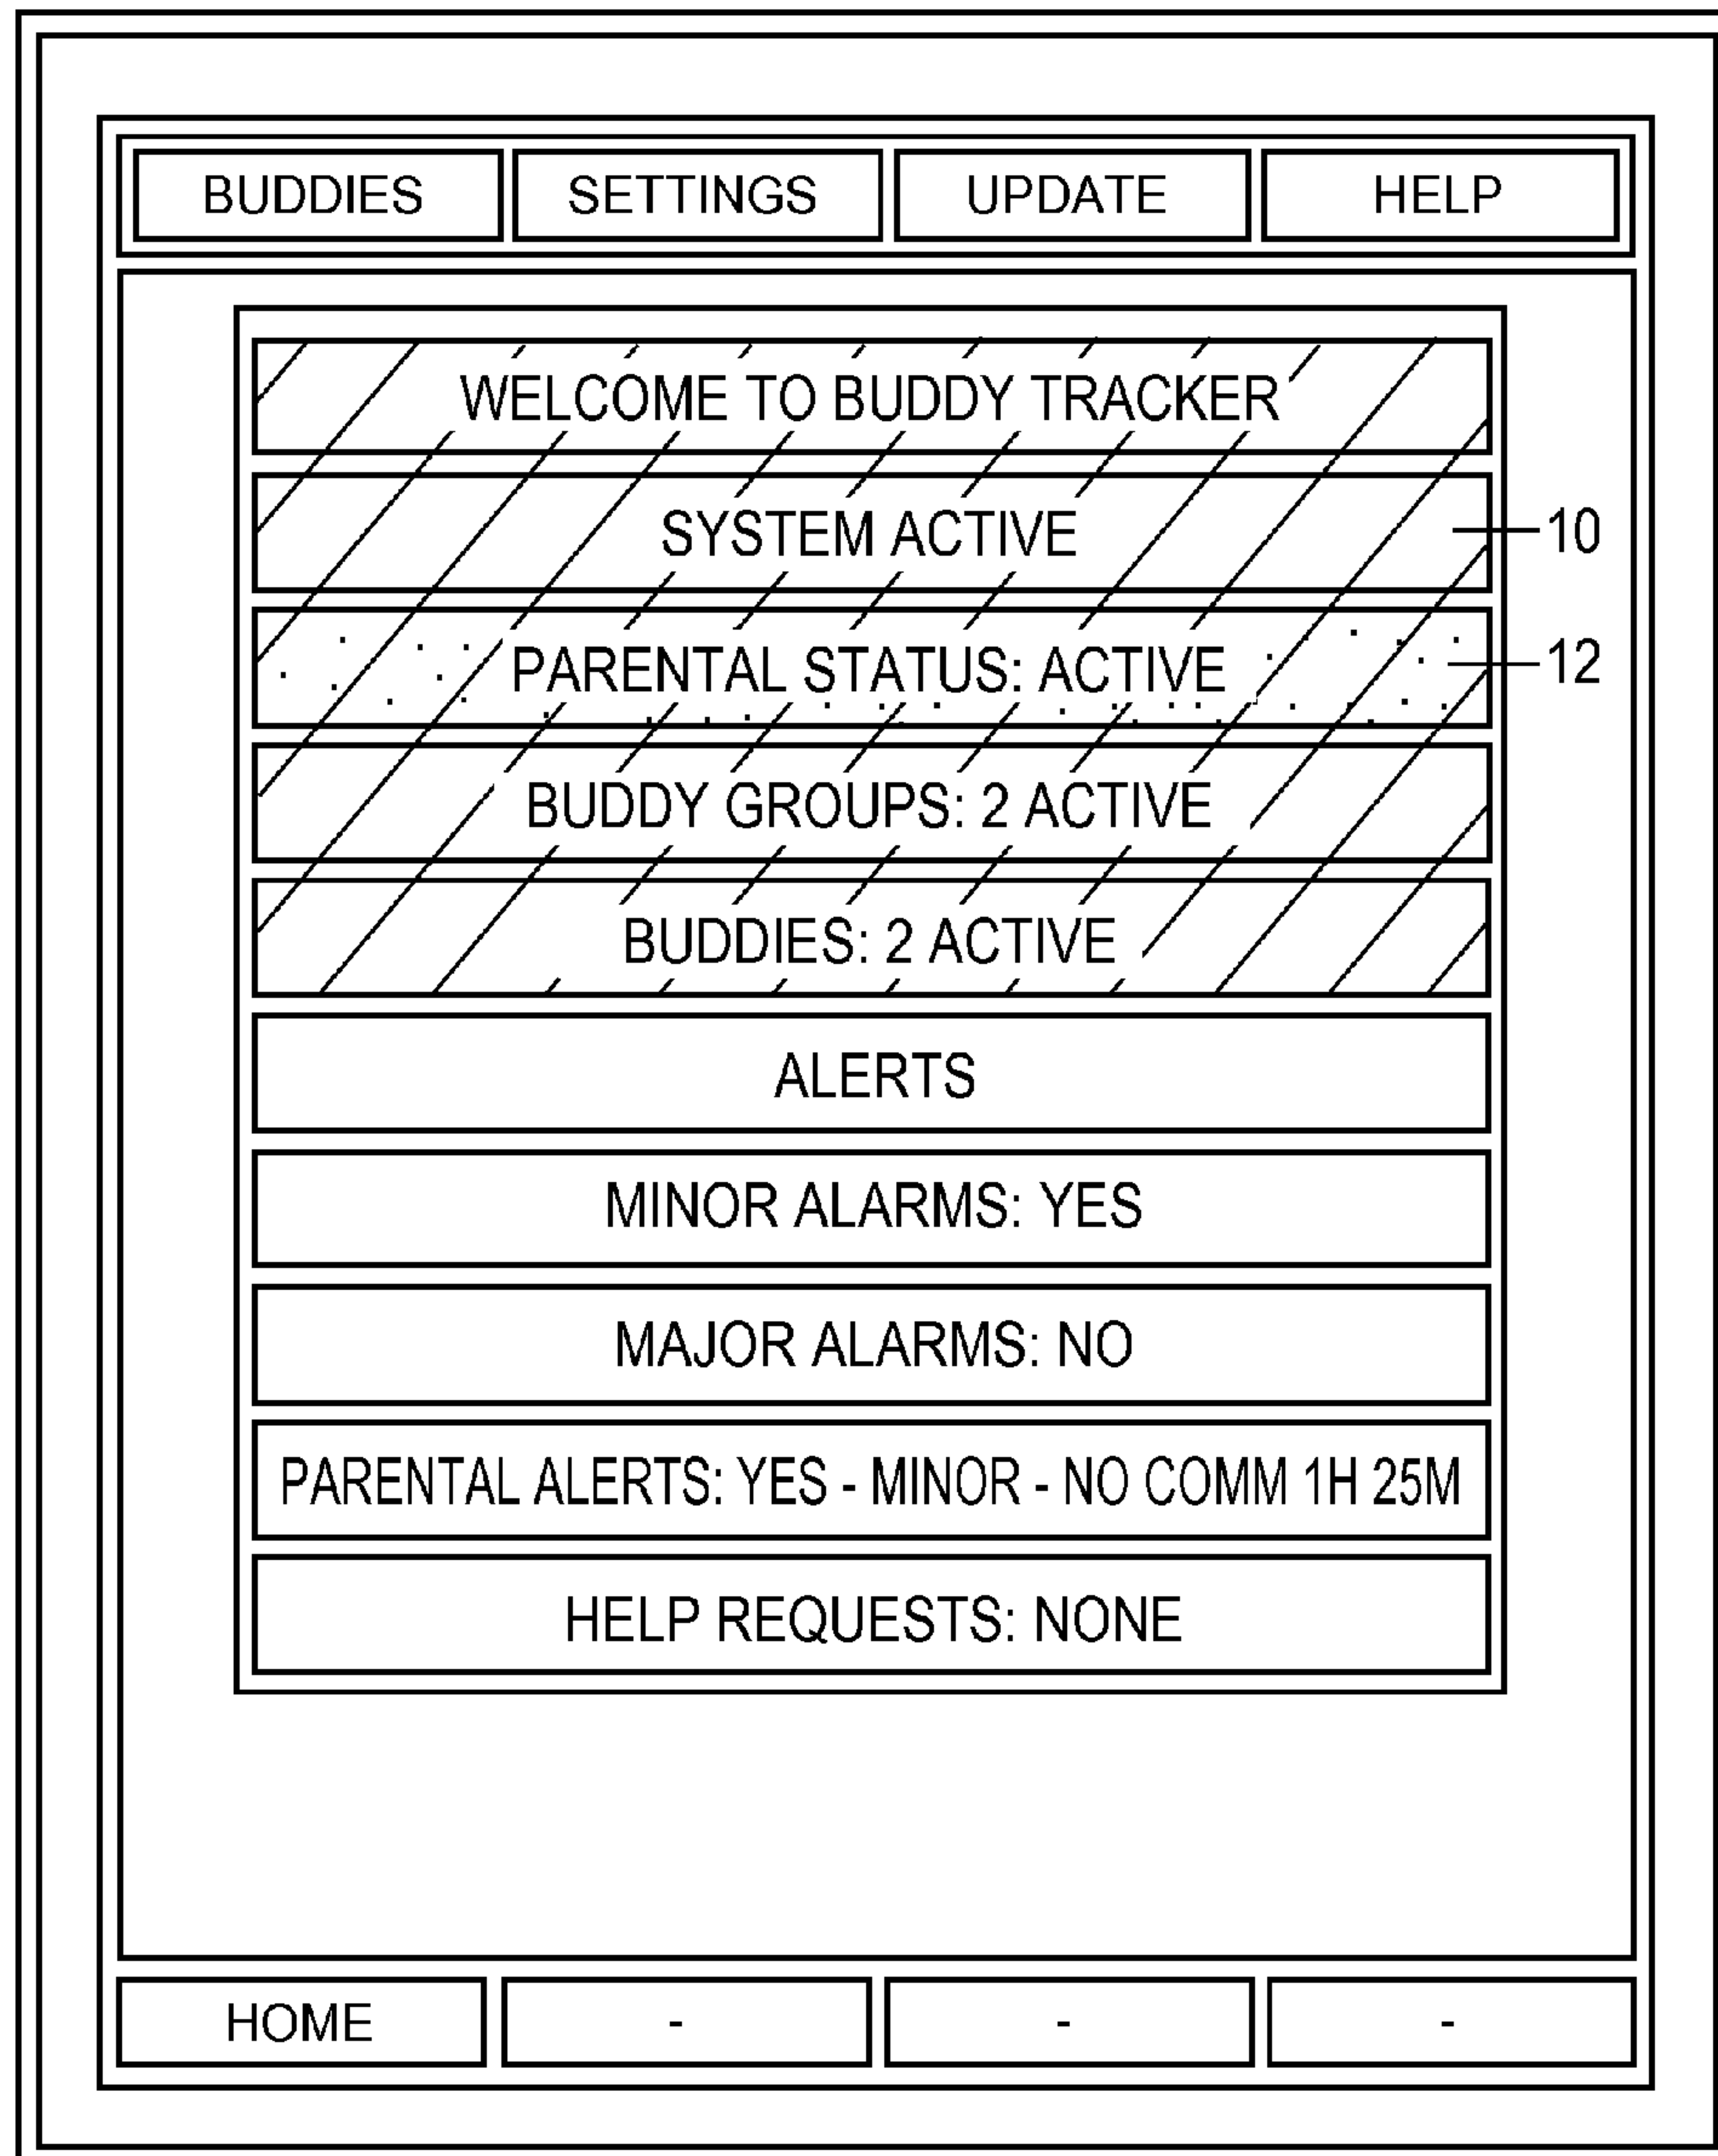 BUDDIES SETTINGS UPDATE HELP
WELCOME TO BUDDY TRACKER
SYSTEM ACTIVE
10
PARENTAL STATUS: ACTIVE
12
BUDDY GROUPS: 2 ACTIVE
BUDDIES: 2 ACTIVE
ALERTS
MINOR ALARMS: YES
MAJOR ALARMS: NO
PARENTAL ALERTS: YES - MINOR - NO COMM 1H 25M
HELP REQUESTS: NONE
HOME - - -